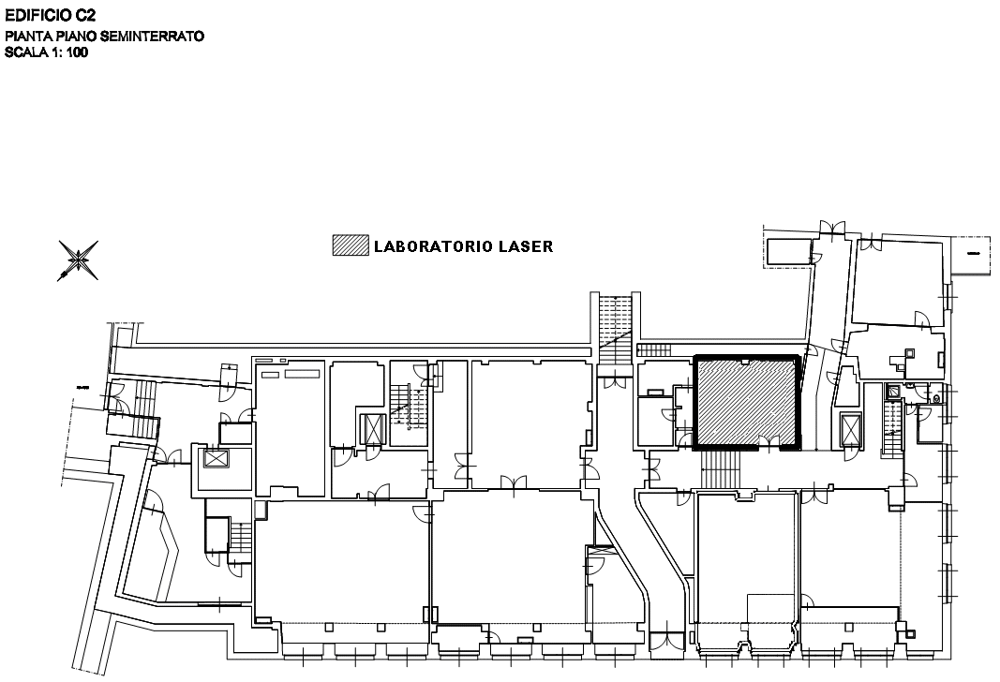 EDIFICIO C2
PIANTA PIANO SEMINTERRATO
SCALA 1: 100
LABORATORIO LASER